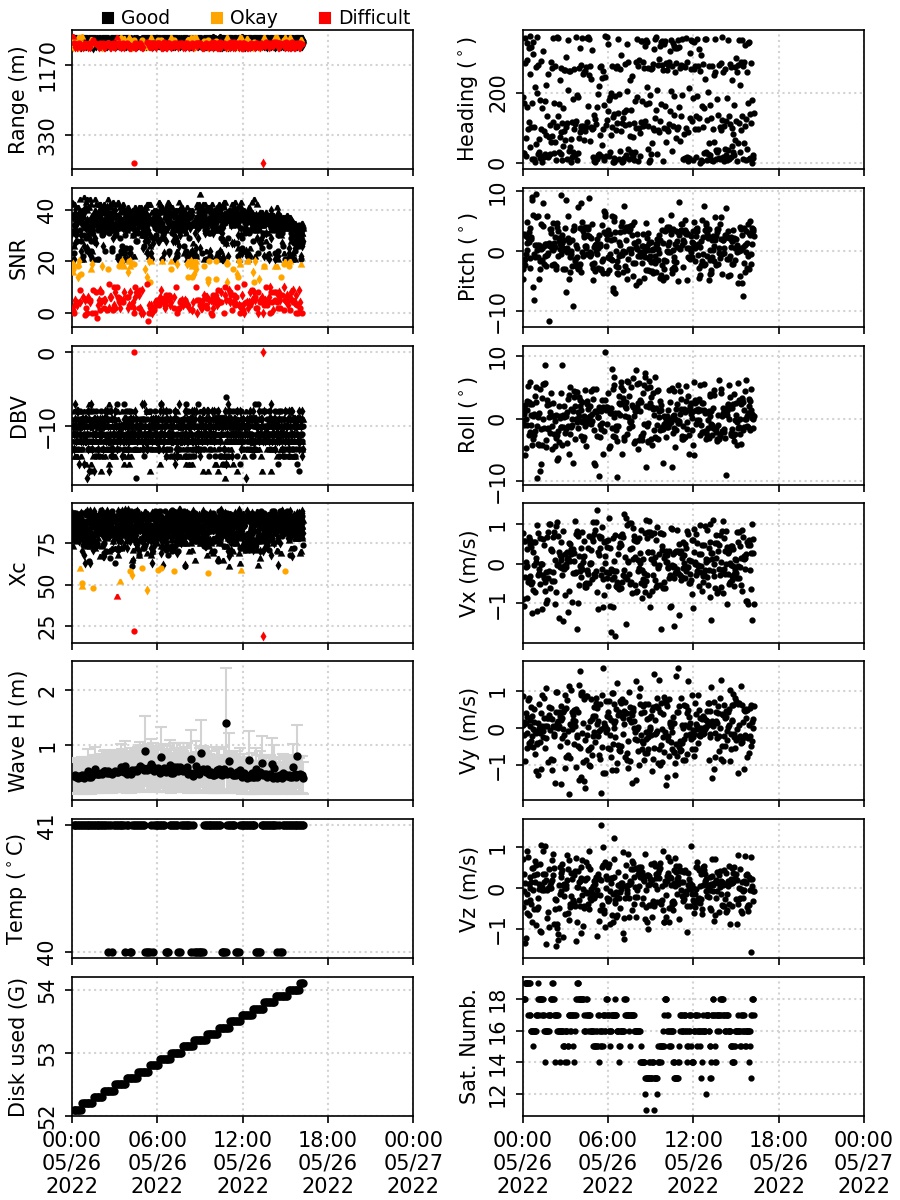 Good Okay Difficult
Range (m)
1170
330
Heading (°)
200
0
SNR
40
20
0
Pitch (°)
10
0
−10
DBV
0
−10
Roll (°)
10
0
−10
Xc
75
50
25
Vx (m/s)
1
0
−1
Wave H (m)
2
1
Vy (m/s)
1
0
−1
Temp (°C)
41
40
Vz (m/s)
1
0
−1
Disk used (G)
54
53
52
Sat. Numb.
18
16
14
12
00:00 06:00 12:00 18:00 00:00 00:00 06:00 12:00 18:00 00:00
05/26 05/26 05/26 05/26 05/27 05/26 05/26 05/26 05/26 05/27
2022 2022 2022 2022 2022 2022 2022 2022 2022 2022